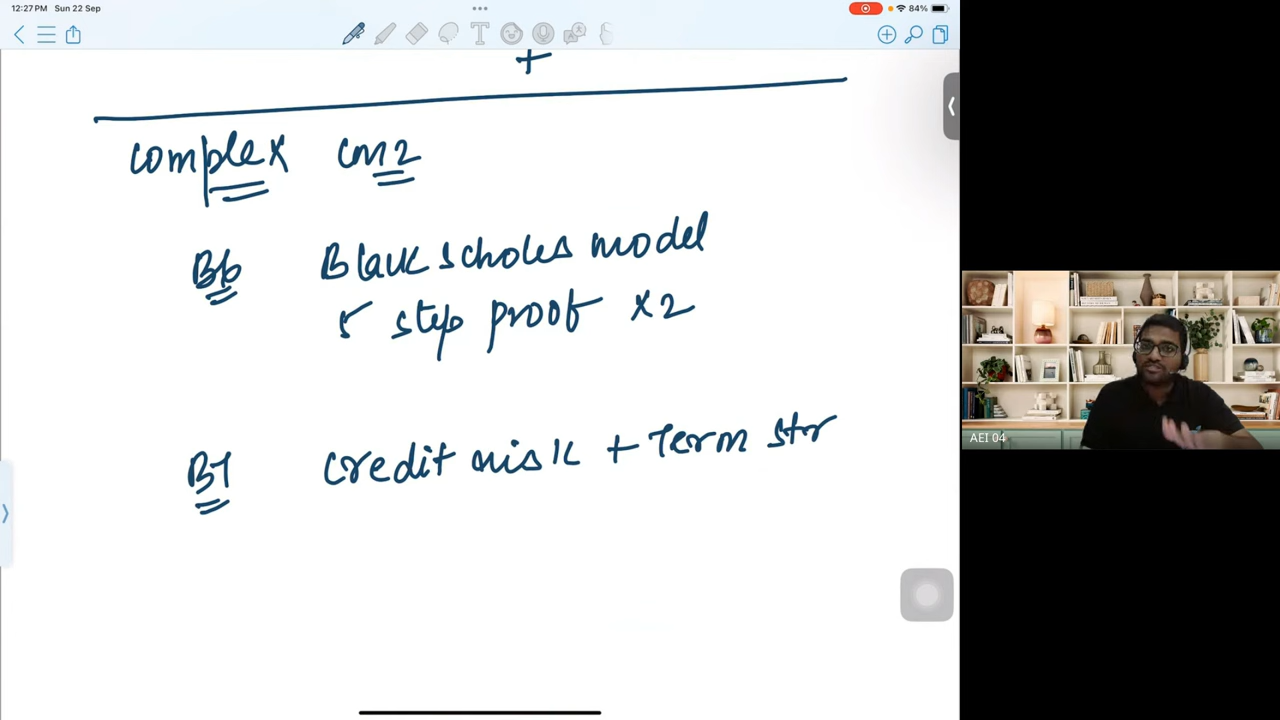 12:27 PM Sun 22 Sep
84%
+
complex CM2
B6 Black scholes model
5 step proof x2
B7 credit risk + Term str
AEI 04